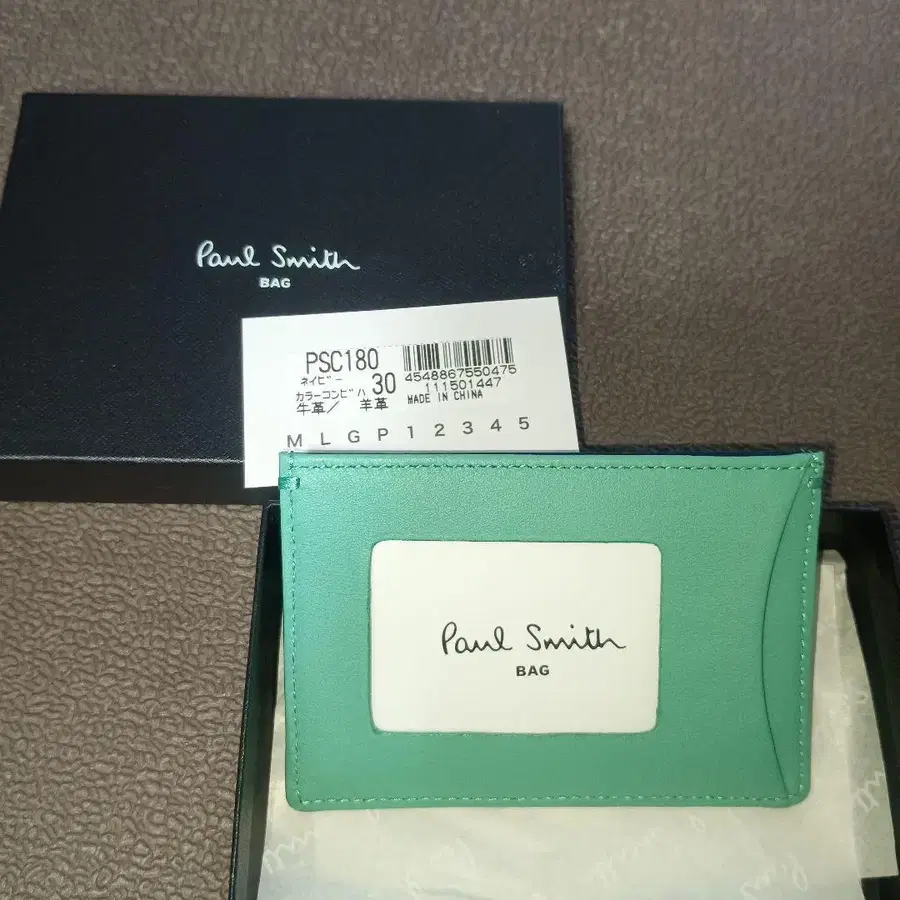 Paul Smith
BAG
PSC180
ネイビー
カラーコンビハ 30
牛革／ 羊革
4548867550475
111501447
MADE IN CHINA
M L G P 1 2 3 4 5
Paul Smith
BAG